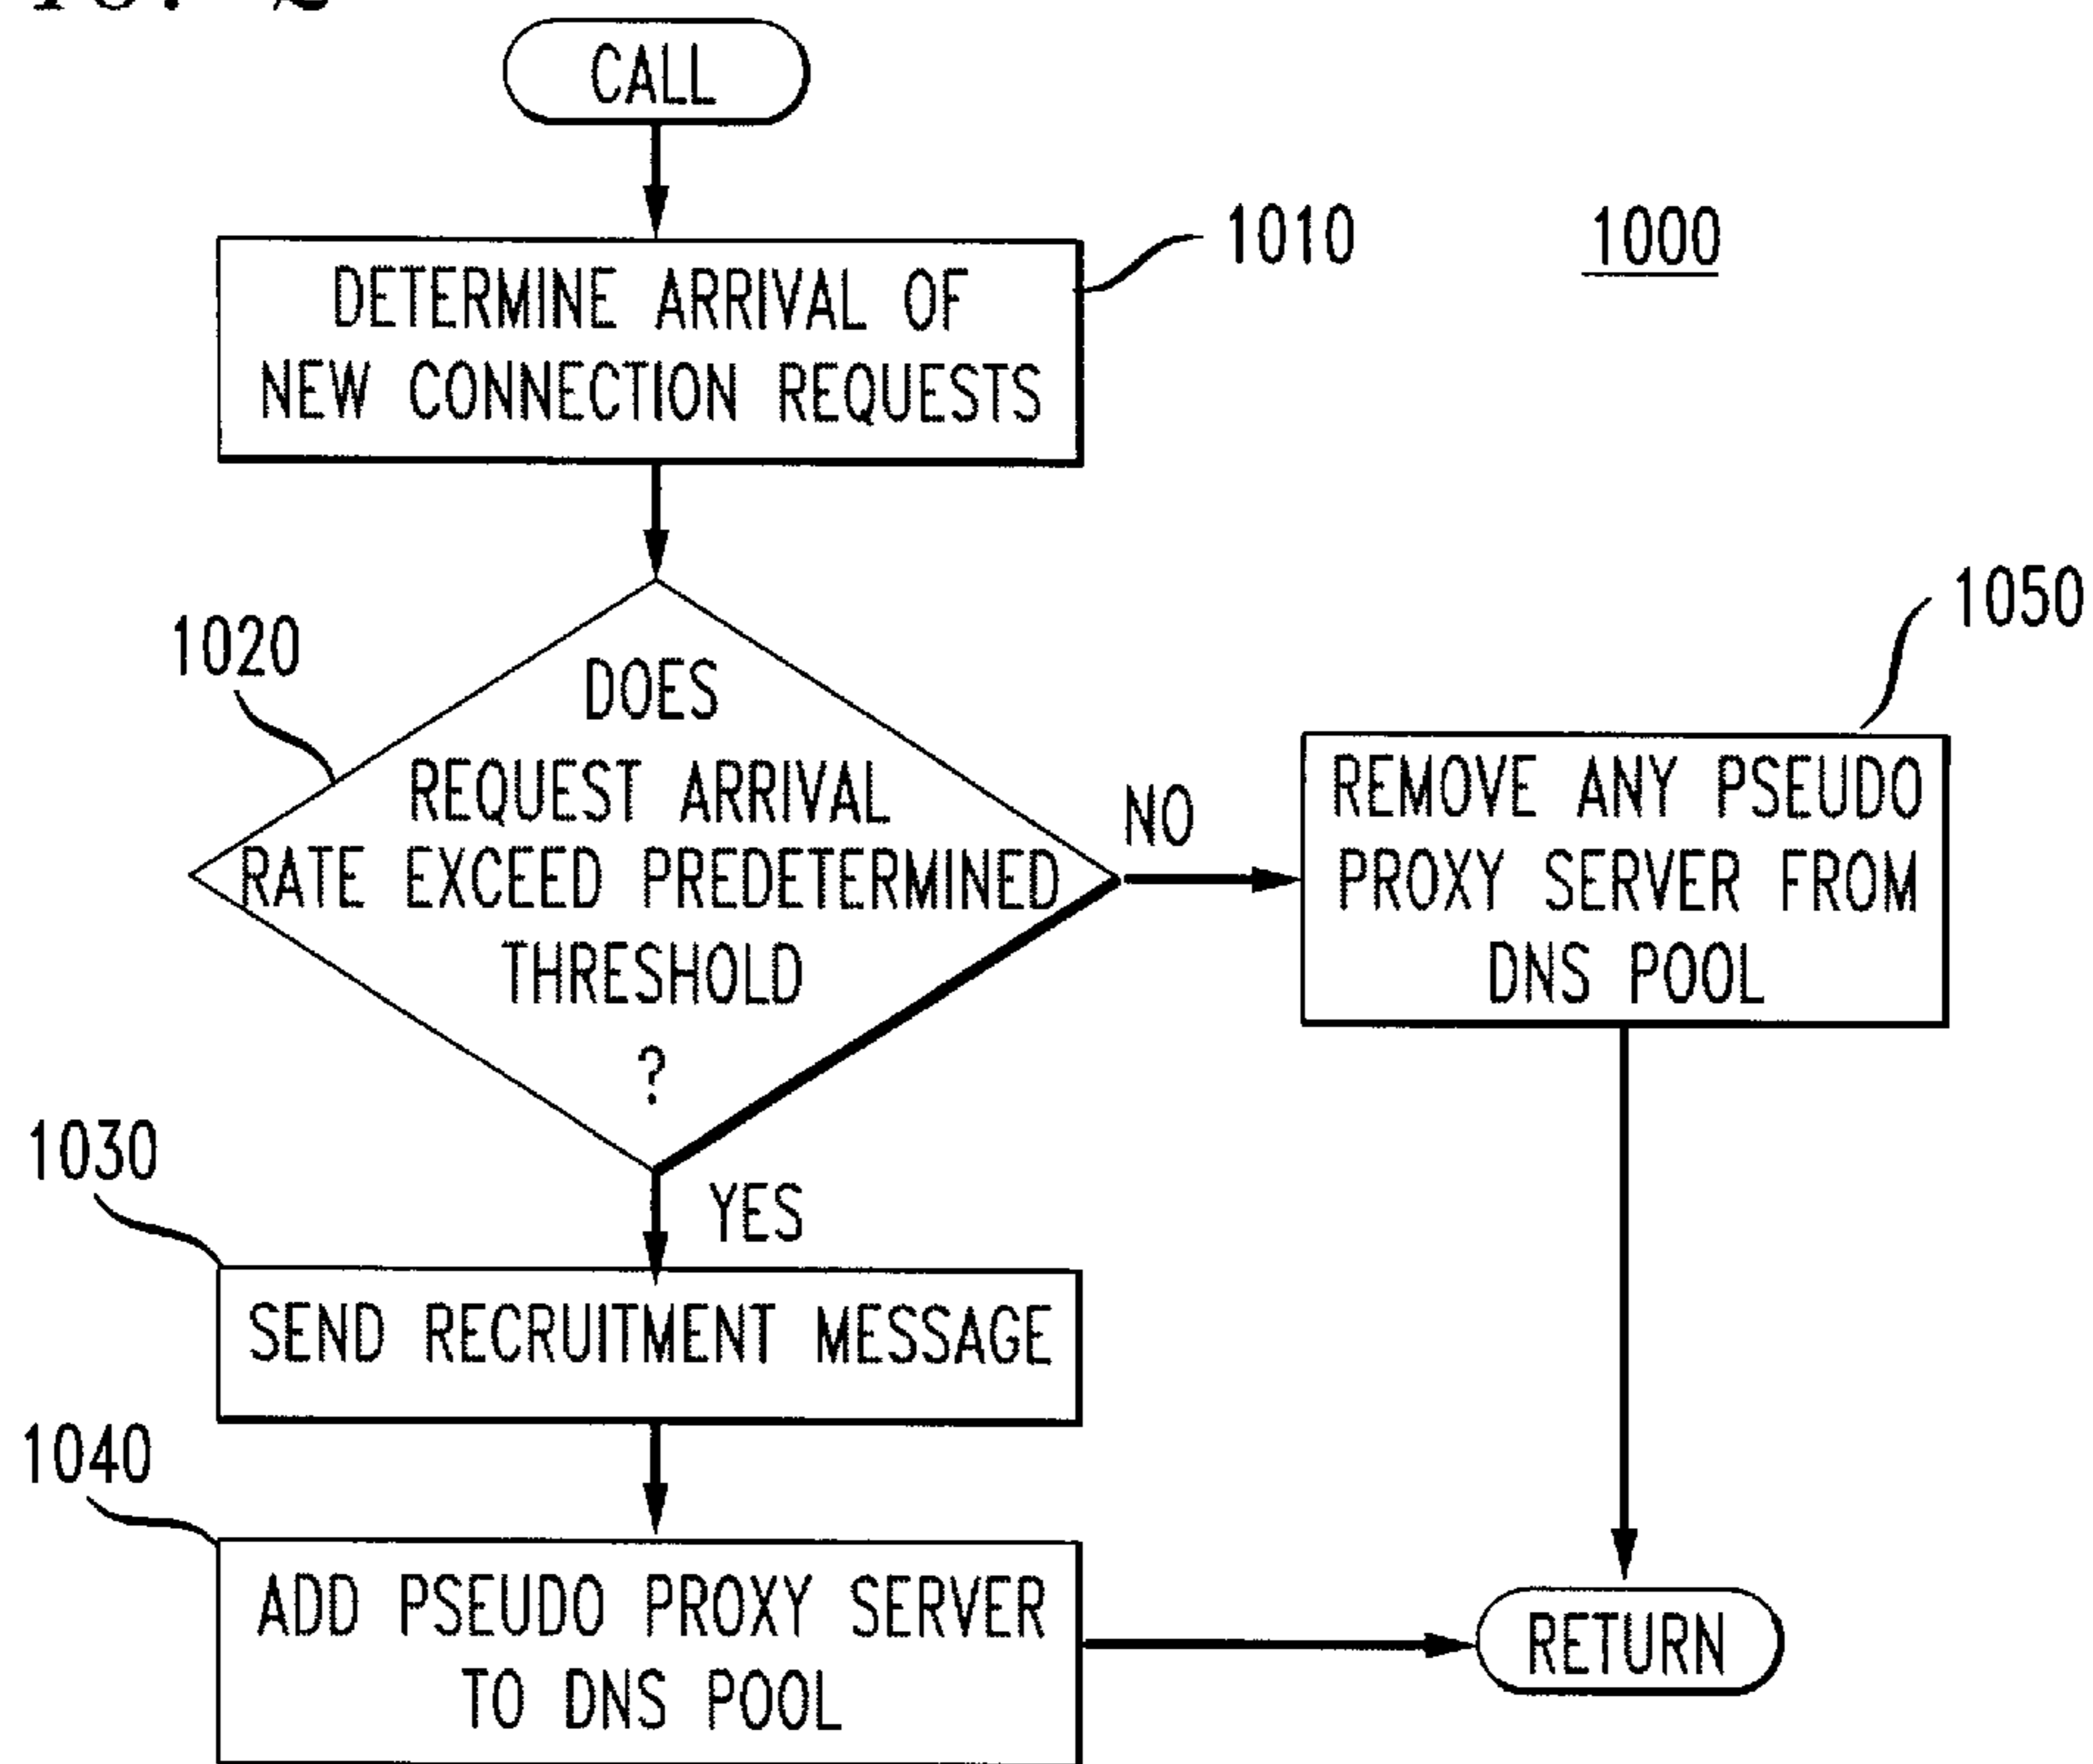 CALL
1010
1000
DETERMINE ARRIVAL OF
NEW CONNECTION REQUESTS
1020
DOES
REQUEST ARRIVAL
RATE EXCEED PREDETERMINED
THRESHOLD
?
NO
1050
REMOVE ANY PSEUDO
PROXY SERVER FROM
DNS POOL
YES
1030
SEND RECRUITMENT MESSAGE
1040
ADD PSEUDO PROXY SERVER
TO DNS POOL
RETURN